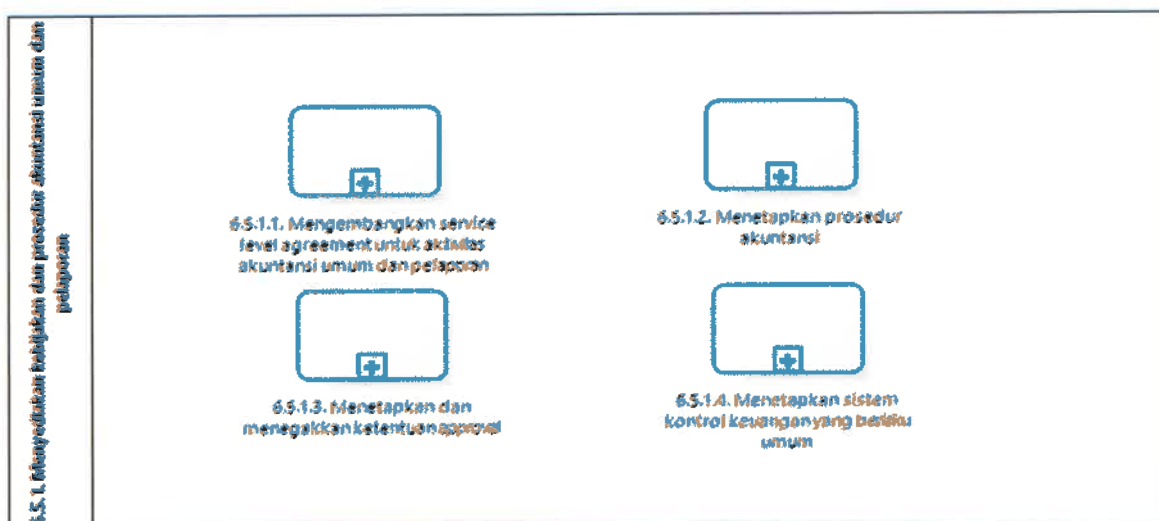 6.5.1. Menyediakan kebijakan dan prosedur akuntansi umum dan
pelaporan
6.5.1.1. Mengembangkan service
level agreement untuk aktivitas
akuntansi umum dan pelaporan
6.5.1.2. Menetapkan prosedur
akuntansi
6.5.1.3. Menetapkan dan
menegakkan ketentuan approval
6.5.1.4. Menetapkan sistem
kontrol keuangan yang berlaku
umum